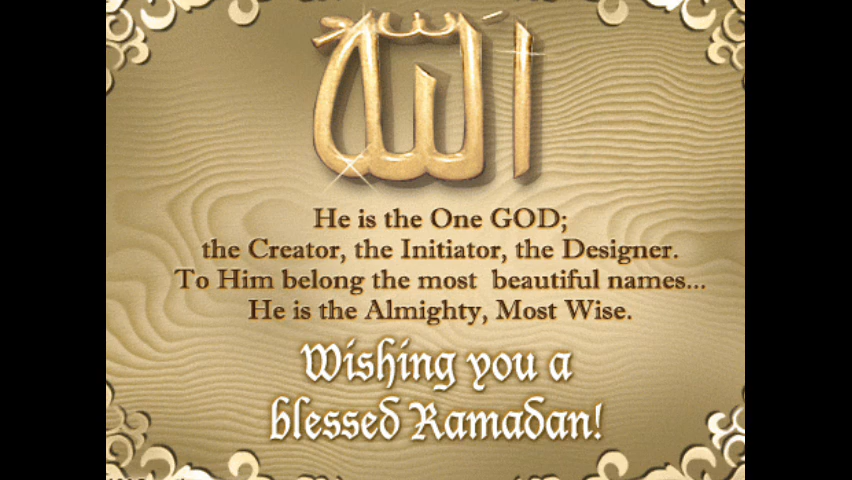 الله
He is the One GOD;
the Creator, the Initiator, the Designer.
To Him belong the most beautiful names...
He is the Almighty, Most Wise.
Wishing you a
blessed Ramadan!